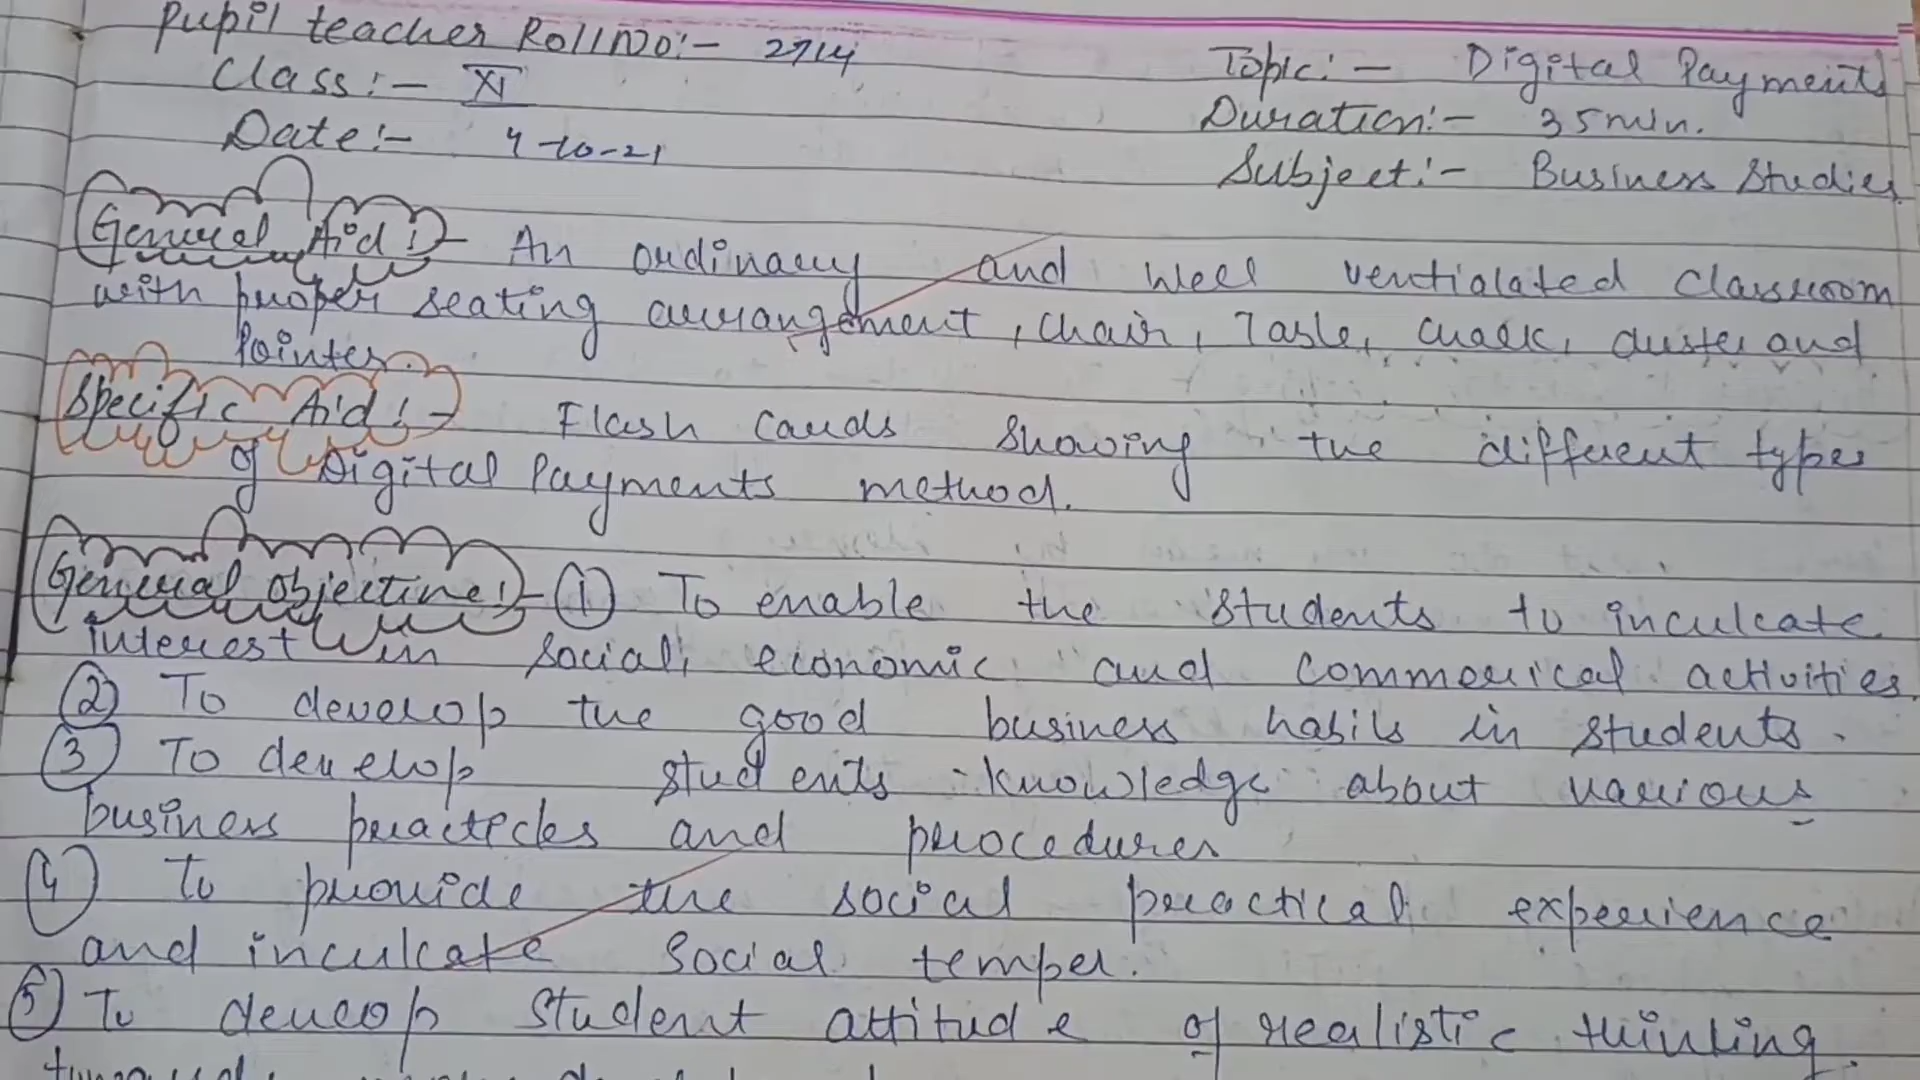 Pupil teacher Roll No:- 2714
Class:- XI
Date:- 4-10-21
Topic:- Digital Payments
Duration:- 35 min.
Subject:- Business Studies
General Aid:- An ordinary and well ventialated classroom
with proper seating arrangement, Chair, Table, chalk, duster and
Pointer.
Specific Aid:- Flash cards showing the different types
of Digital Payments method.
General objective:- (1) To enable the students to inculcate
interest in social, economic and commerical activities.
(2) To develop the good business habits in students.
(3) To develop students knowledge about various
business practices and procedures
(4) To provide the social practical experience
and inculcate social temper.
(5) To develop student attitude of realistic thinking